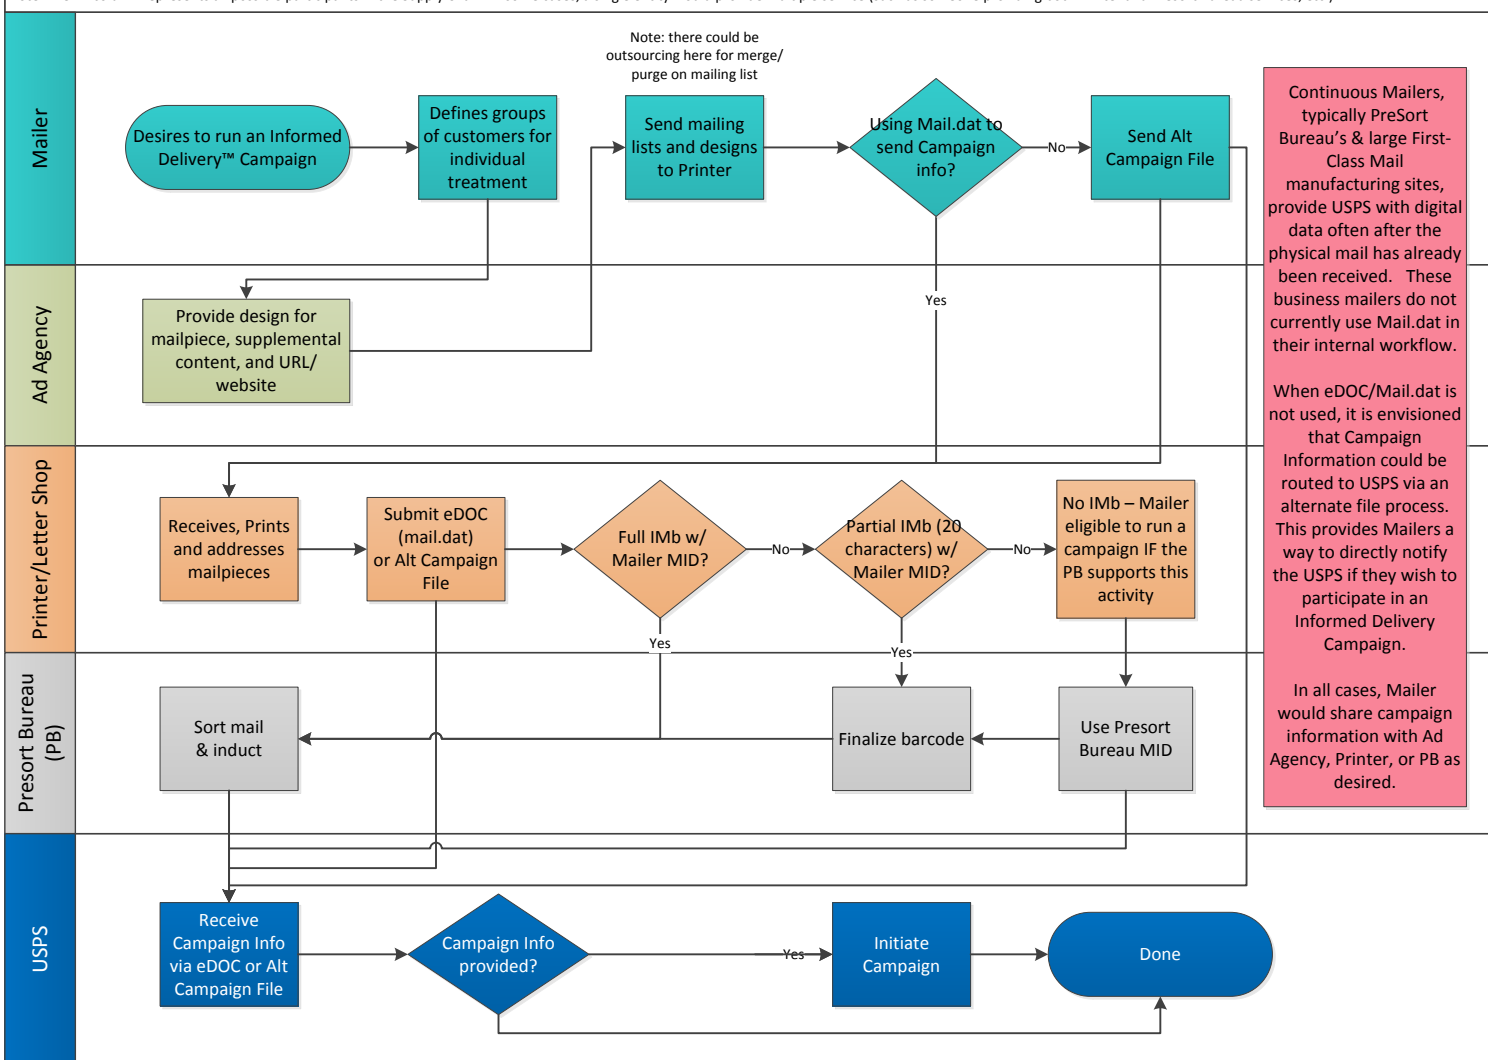 Mailer
Desires to run an Informed
Delivery™ Campaign
Defines groups
of customers for
individual
treatment
Note: there could be
outsourcing here for merge/
purge on mailing list
Send mailing
lists and designs
to Printer
Using Mail.dat to
send Campaign
info?
No
Send Alt
Campaign File
Yes
Ad Agency
Provide design for
mailpiece, supplemental
content, and URL/
website
Printer/Letter Shop
Receives, Prints
and addresses
mailpieces
Submit eDOC
(mail.dat)
or Alt Campaign
File
Full IMb w/
Mailer MID?
No
Partial IMb (20
characters) w/
Mailer MID?
No
No IMb – Mailer
eligible to run a
campaign IF the
PB supports this
activity
Yes
Yes
Presort Bureau
(PB)
Sort mail
& induct
Finalize barcode
Use Presort
Bureau MID
USPS
Receive
Campaign Info
via eDOC or Alt
Campaign File
Campaign Info
provided?
Yes
Initiate
Campaign
Done
Continuous Mailers,
typically PreSort
Bureau’s & large First-
Class Mail
manufacturing sites,
provide USPS with digital
data often after the
physical mail has already
been received. These
business mailers do not
currently use Mail.dat in
their internal workflow.
When eDOC/Mail.dat is
not used, it is envisioned
that Campaign
Information could be
routed to USPS via an
alternate file process.
This provides Mailers a
way to directly notify
the USPS if they wish to
participate in an
Informed Delivery
Campaign.
In all cases, Mailer
would share campaign
information with Ad
Agency, Printer, or PB as
desired.